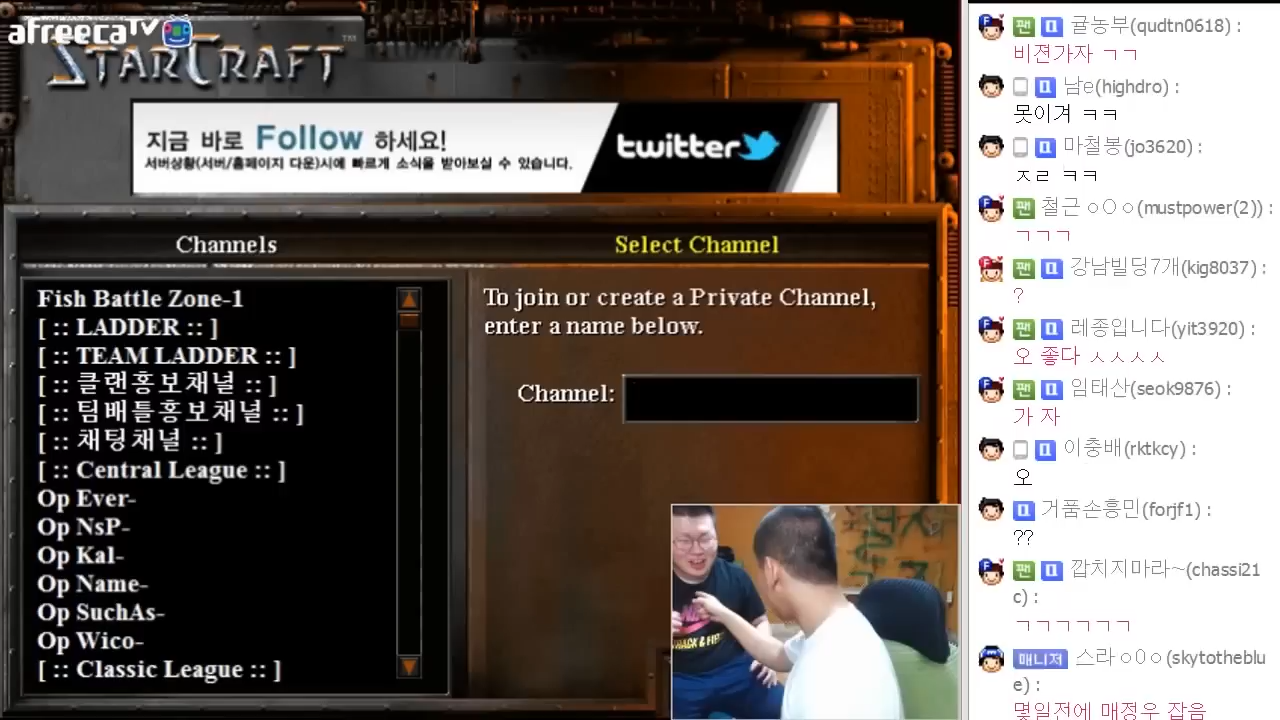 afreecaTV
STARCRAFT™
지금 바로 Follow 하세요!
서버상황(서버/홈페이지 다운)시에 빠르게 소식을 받아보실 수 있습니다.
twitter
Channels
Select Channel
Fish Battle Zone-1
[ :: LADDER :: ]
[ :: TEAM LADDER :: ]
[ :: 클랜홍보채널 :: ]
[ :: 팀배틀홍보채널 :: ]
[ :: 채팅채널 :: ]
[ :: Central League :: ]
Op Ever-
Op NsP-
Op Kal-
Op Name-
Op SuchAs-
Op Wico-
[ :: Classic League :: ]
To join or create a Private Channel,
enter a name below.
Channel:
팬 귤농부(qudtn0618) :
비젼가자 ㄱㄱ
남e(highdro) :
못이겨 ㅋㅋ
마철봉(jo3620) :
ㅈㄹ ㅋㅋ
팬 철근ㅇ0ㅇ(mustpower(2)) :
ㄱㄱㄱ
팬 강남빌딩7개(kig8037) :
?
팬 레종입니다(yit3920) :
오 좋다 ㅅㅅㅅㅅ
팬 임태산(seok9876) :
가 자
이충배(rktkcy) :
오
거품손흥민(forjf1) :
??
팬 깝치지마라~(chassi21
c) :
ㄱㄱㄱㄱㄱㄱ
매니저 스라ㅇ0ㅇ(skytotheblu
e) :
몇일전에 매정우 잡음